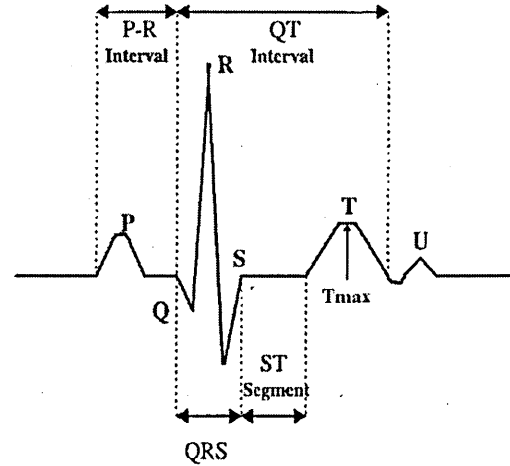 P-R
Interval
QT
Interval
R
P
T
U
S
Q
Tmax
ST
Segment
QRS